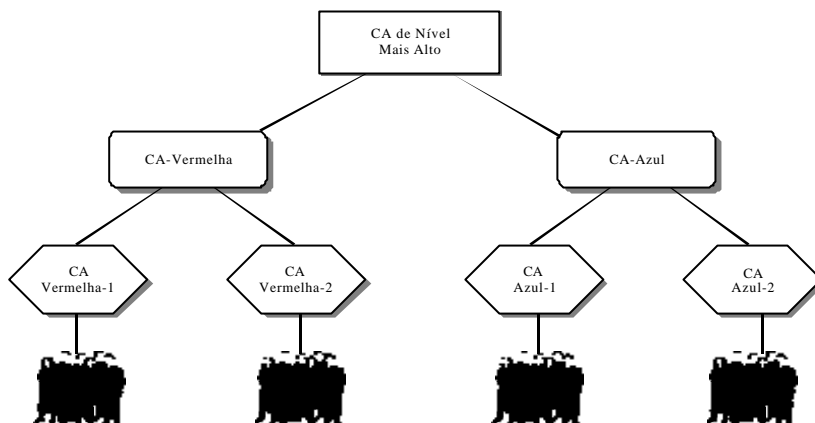 CA de Nível
Mais Alto
CA-Vermelha
CA-Azul
CA
Vermelha-1
CA
Vermelha-2
CA
Azul-1
CA
Azul-2